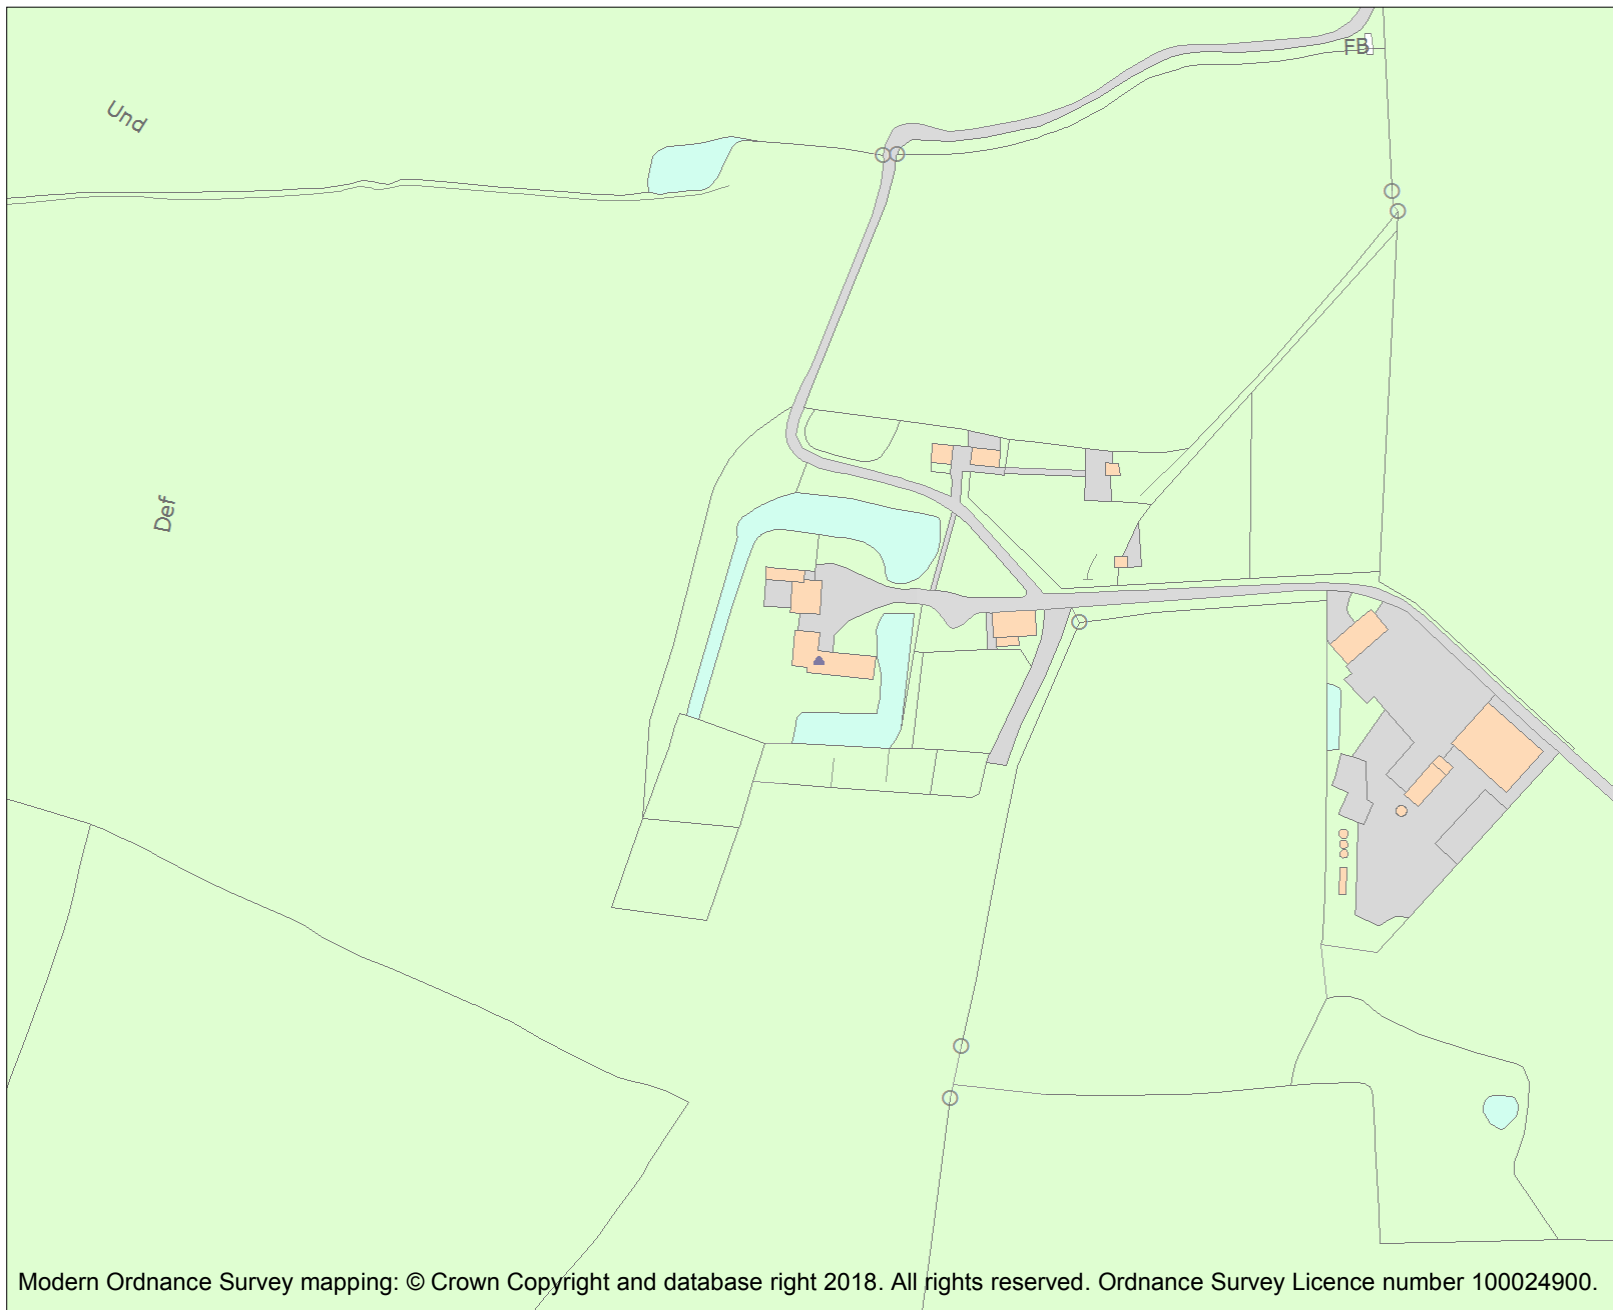 FB
Und
Def
Modern Ordnance Survey mapping: © Crown Copyright and database right 2018. All rights reserved. Ordnance Survey Licence number 100024900.